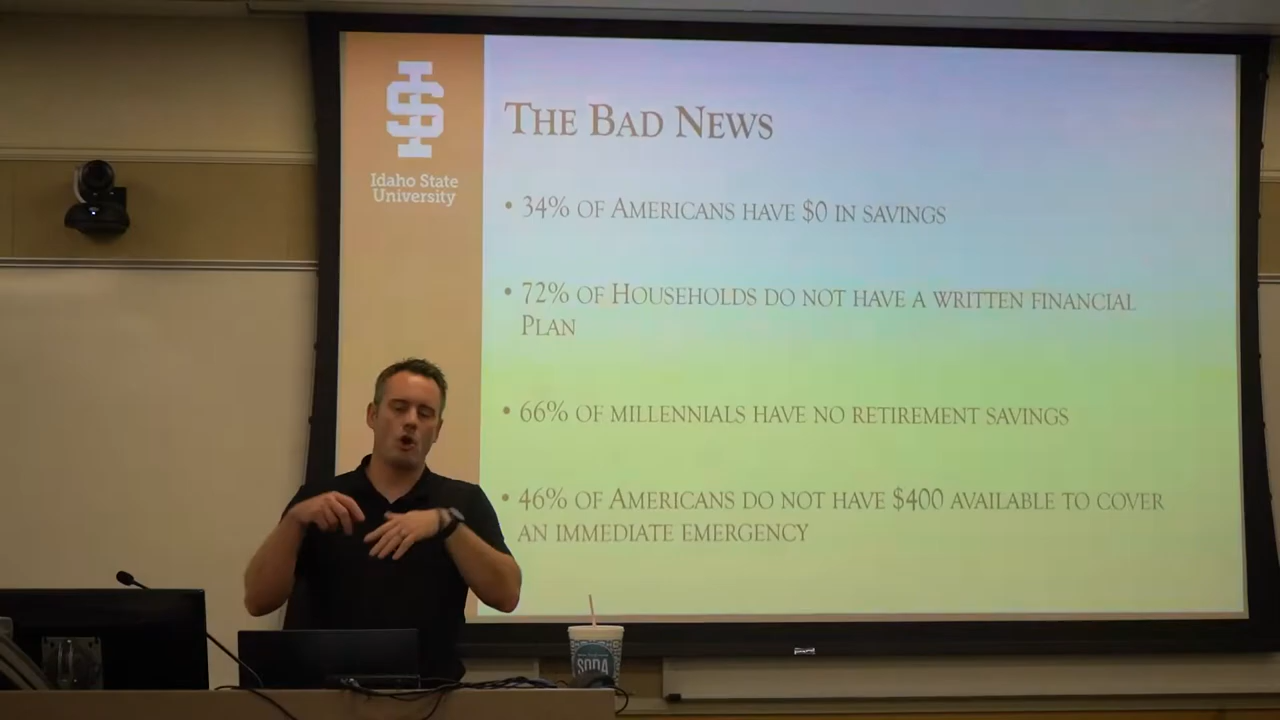 Idaho State
University
THE BAD NEWS
• 34% OF AMERICANS HAVE $0 IN SAVINGS
• 72% OF HOUSEHOLDS DO NOT HAVE A WRITTEN FINANCIAL
PLAN
• 66% OF MILLENNIALS HAVE NO RETIREMENT SAVINGS
• 46% OF AMERICANS DO NOT HAVE $400 AVAILABLE TO COVER
AN IMMEDIATE EMERGENCY
SODA